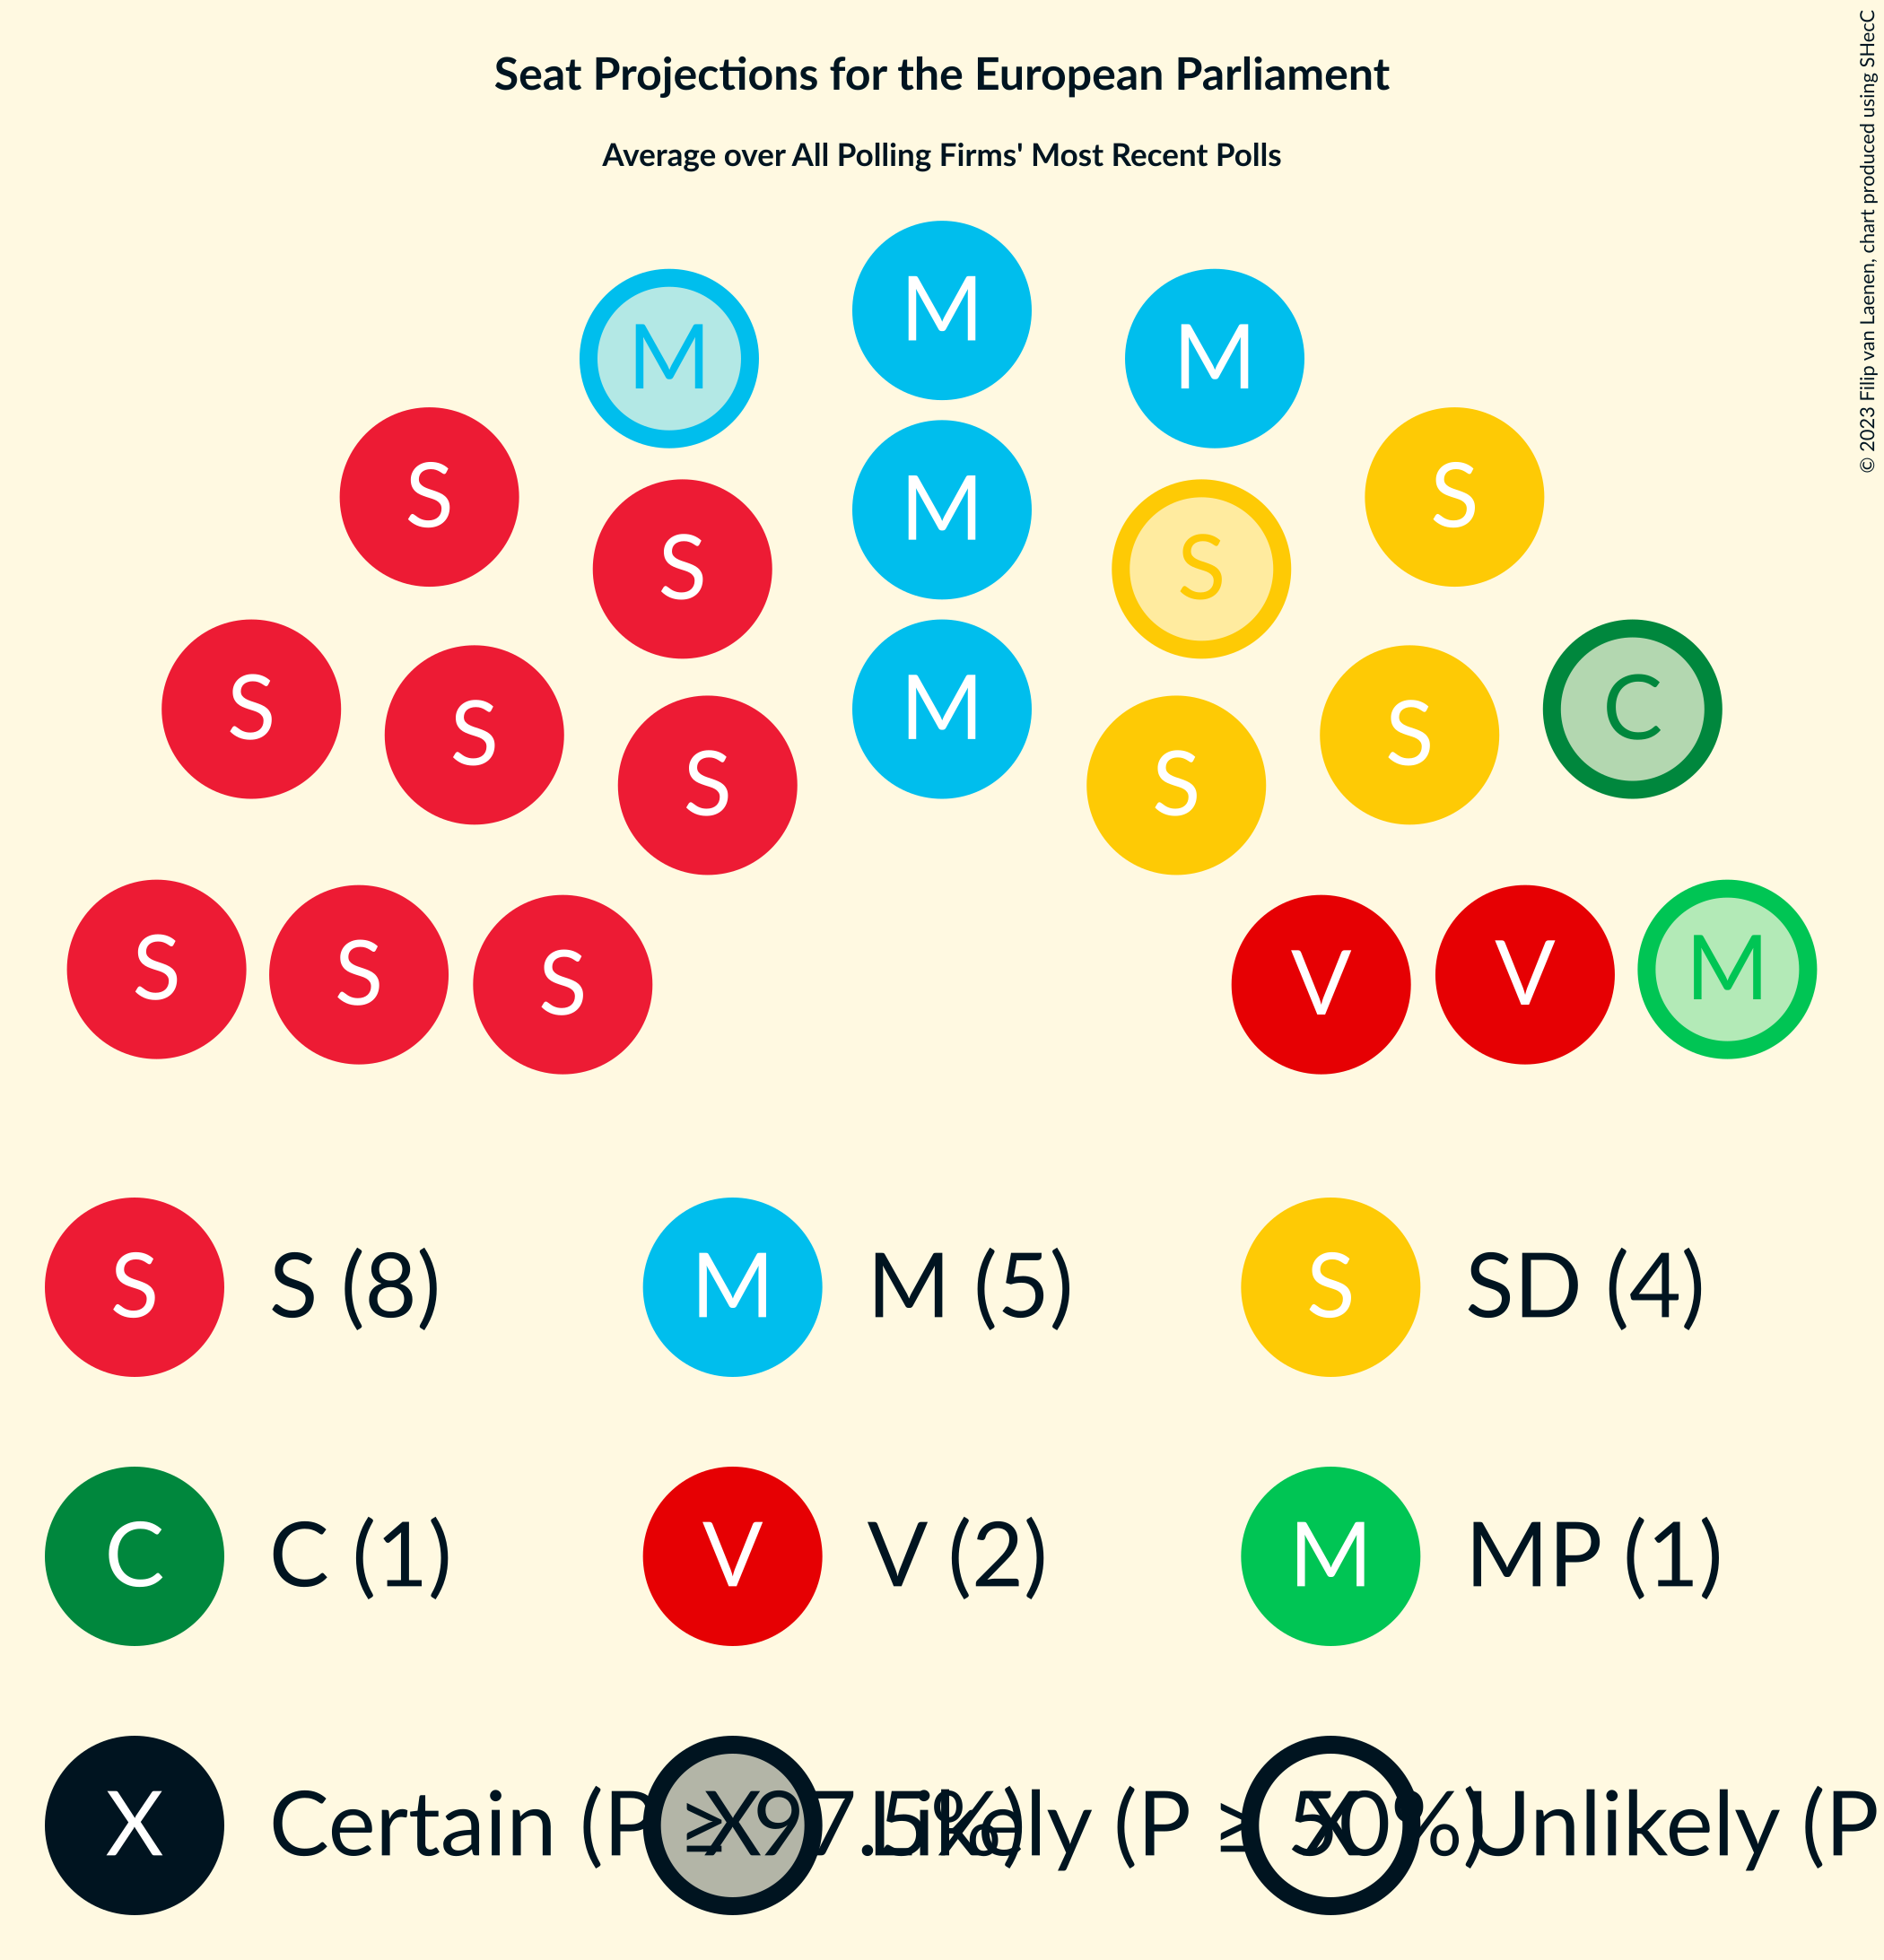 Seat Projections for the European Parliament
Average over All Polling Firms' Most Recent Polls
© 2023 Filip van Laenen, chart produced using SHecC
M
M M
S S
S M S
S C
S S
S S
M
S S
S S
V V M
S
S S (8) M M (5) S SD (4)
C C (1) V V (2) M MP (1)
X Certain (P ≥ 97.5%) X Likely (P ≥ 50%) X Unlikely (P